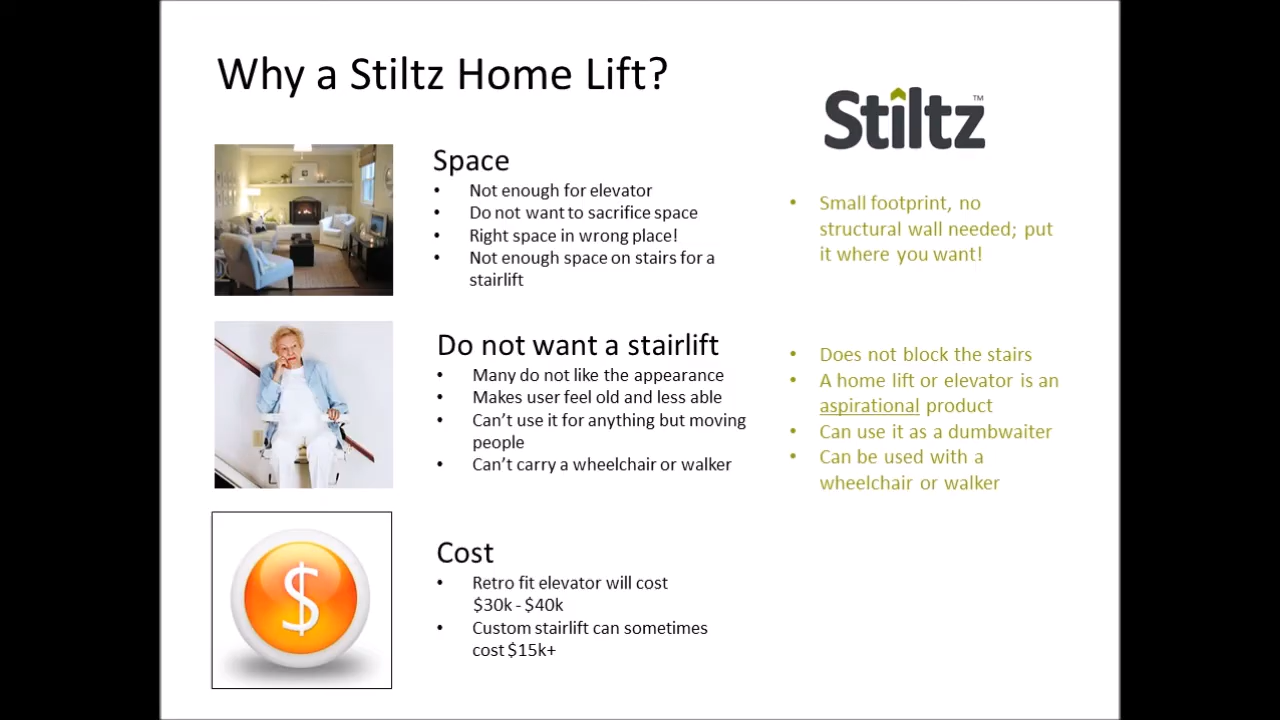 Why a Stiltz Home Lift?
Stiltz™
Space
• Not enough for elevator
• Do not want to sacrifice space
• Right space in wrong place!
• Not enough space on stairs for a
stairlift
• Small footprint, no
structural wall needed; put
it where you want!
Do not want a stairlift
• Many do not like the appearance
• Makes user feel old and less able
• Can’t use it for anything but moving
people
• Can’t carry a wheelchair or walker
• Does not block the stairs
• A home lift or elevator is an
aspirational product
• Can use it as a dumbwaiter
• Can be used with a
wheelchair or walker
$
Cost
• Retro fit elevator will cost
$30k - $40k
• Custom stairlift can sometimes
cost $15k+